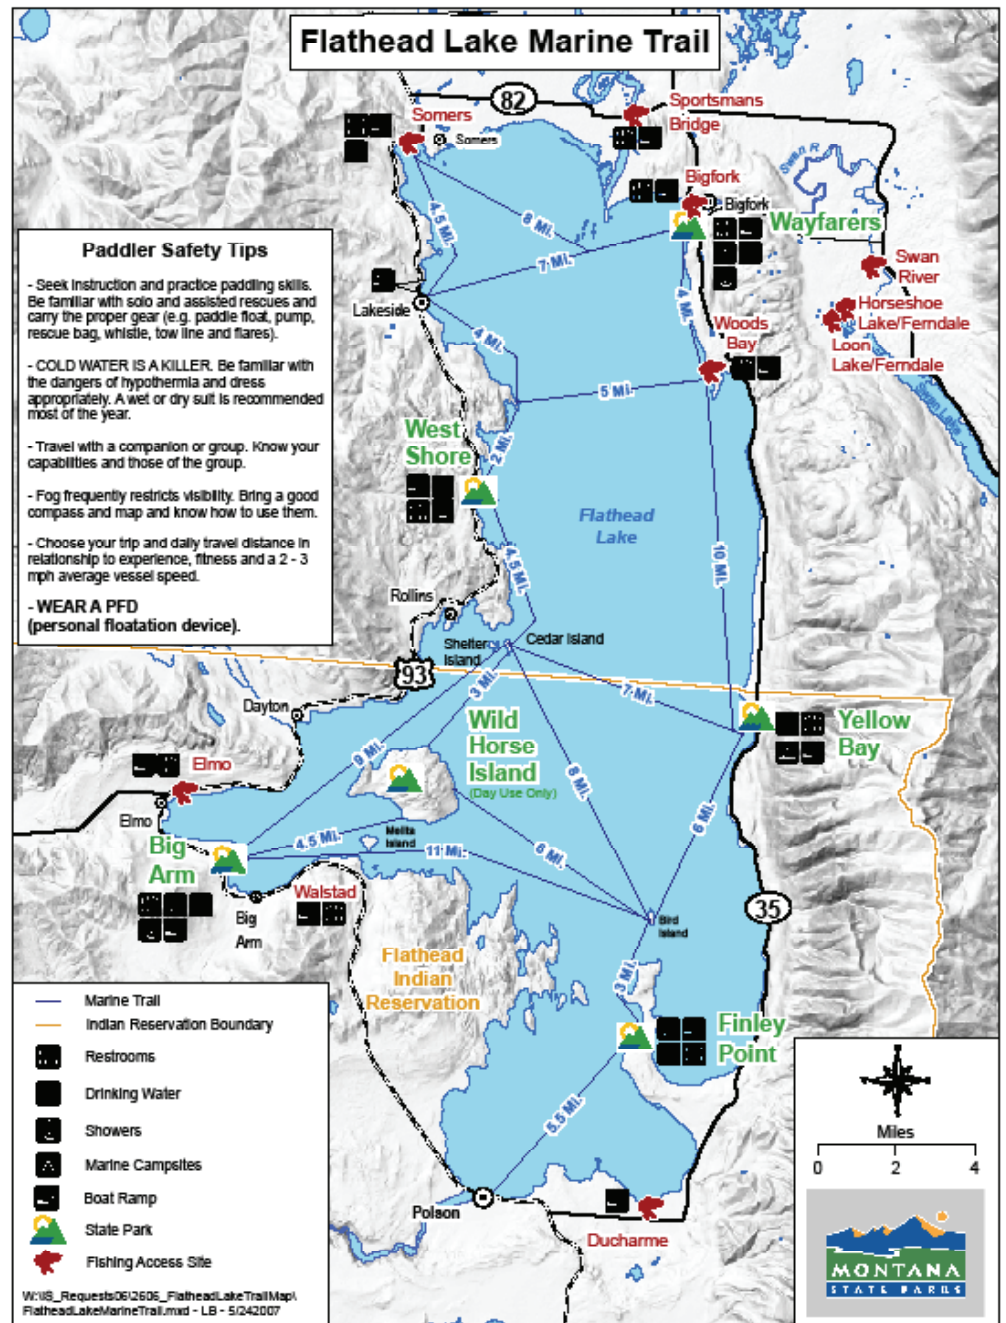 Flathead Lake Marine Trail
82
Sportsmans
Bridge
Somers
Somers
Bigfork
Bigfork
Wayfarers
Swan R
Swan
River
Horseshoe
Lake/Ferndale
Loon
Lake/Ferndale
Swan Lake
Paddler Safety Tips
- Seek instruction and practice paddling skills.
Be familiar with solo and assisted rescues and
carry the proper gear (e.g. paddle float, pump,
rescue bag, whistle, tow line and flares).
- COLD WATER IS A KILLER. Be familiar with
the dangers of hypothermia and dress
appropriately. A wet or dry suit is recommended
most of the year.
- Travel with a companion or group. Know your
capabilities and those of the group.
- Fog frequently restricts visibility. Bring a good
compass and map and know how to use them.
- Choose your trip and daily travel distance in
relationship to experience, fitness and a 2 - 3
mph average vessel speed.
- WEAR A PFD
(personal floatation device).
4.5 Mi.
8 Mi.
7 Mi.
Lakeside
4 Mi.
4 Mi.
Woods
Bay
5 Mi.
West
Shore
2 Mi.
Flathead
Lake
4.5 Mi.
10 Mi.
Rollins
Shelter
Island
Cedar Island
93
3 Mi.
7 Mi.
Dayton
Wild
Horse
Island
(Day Use Only)
Yellow
Bay
9 Mi.
8 Mi.
Elmo
Elmo
6 Mi.
Big
Arm
4.5 Mi.
Melita
Island
11 Mi.
6 Mi.
Walstad
Big
Arm
35
Bird
Island
Flathead
Indian
Reservation
3 Mi.
Finley
Point
5.5 Mi.
Polson
Ducharme
Marine Trail
Indian Reservation Boundary
Restrooms
Drinking Water
Showers
Marine Campsites
Boat Ramp
State Park
Fishing Access Site
W:\IS_Requests06\2606_FlatheadLakeTrailMap\
FlatheadLakeMarineTrail.mxd - LB - 5/242007
Miles
0 2 4
MONTANA
STATE PARKS